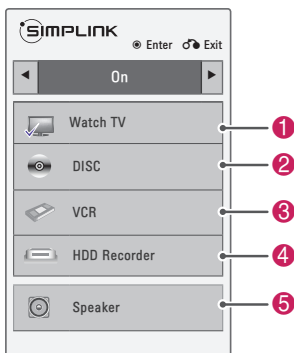 SIMPLINK
Enter Exit
◄ On ►
Watch TV 1
DISC 2
VCR 3
HDD Recorder 4
Speaker 5